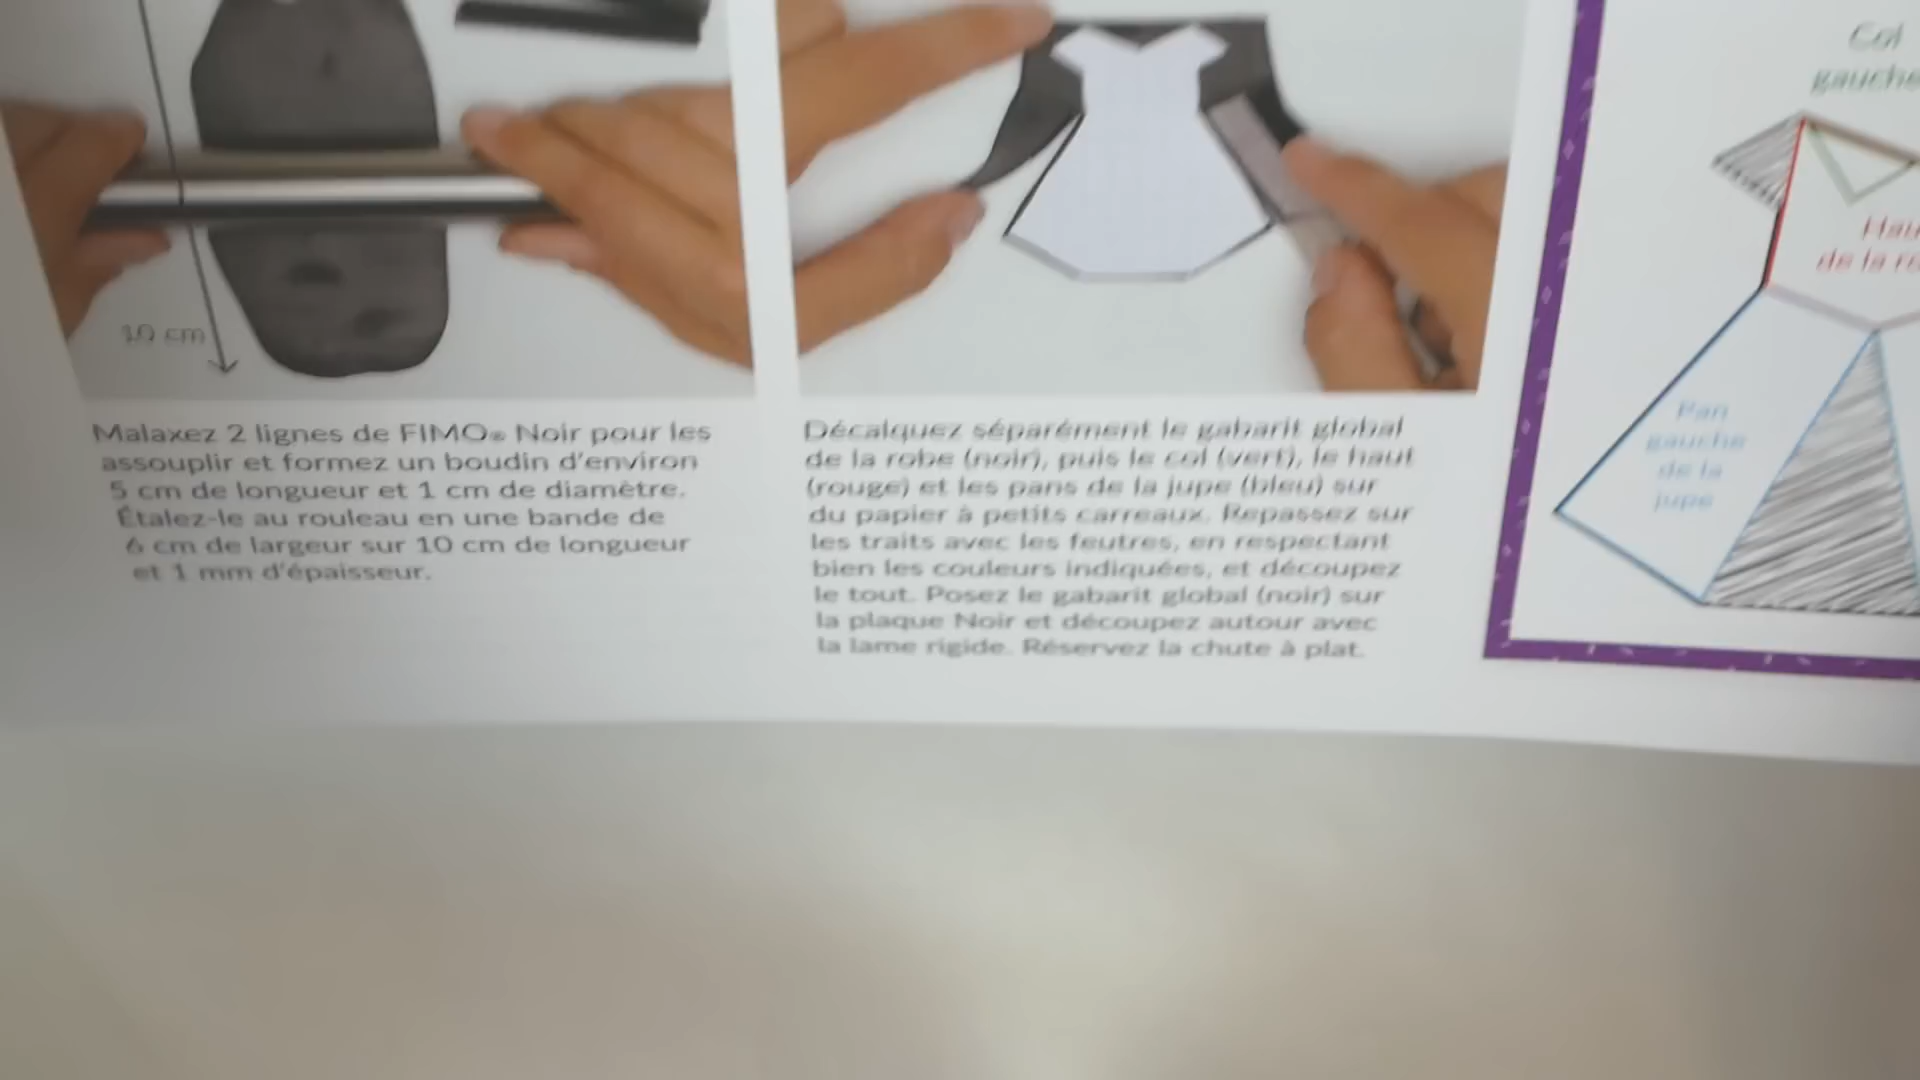 10 cm
Malaxez 2 lignes de FIMO® Noir pour les
assouplir et formez un boudin d'environ
5 cm de longueur et 1 cm de diamètre.
Étalez-le au rouleau en une bande de
6 cm de largeur sur 10 cm de longueur
et 1 mm d'épaisseur.
Décalquez séparément le gabarit global
de la robe (noir), puis le col (vert), le haut
(rouge) et les pans de la jupe (bleu) sur
du papier à petits carreaux. Repassez sur
les traits avec les feutres, en respectant
bien les couleurs indiquées, et découpez
le tout. Posez le gabarit global (noir) sur
la plaque Noir et découpez autour avec
la lame rigide. Réservez la chute à plat.
Col
gauche
de la
Pan
gauche
de la
jupe